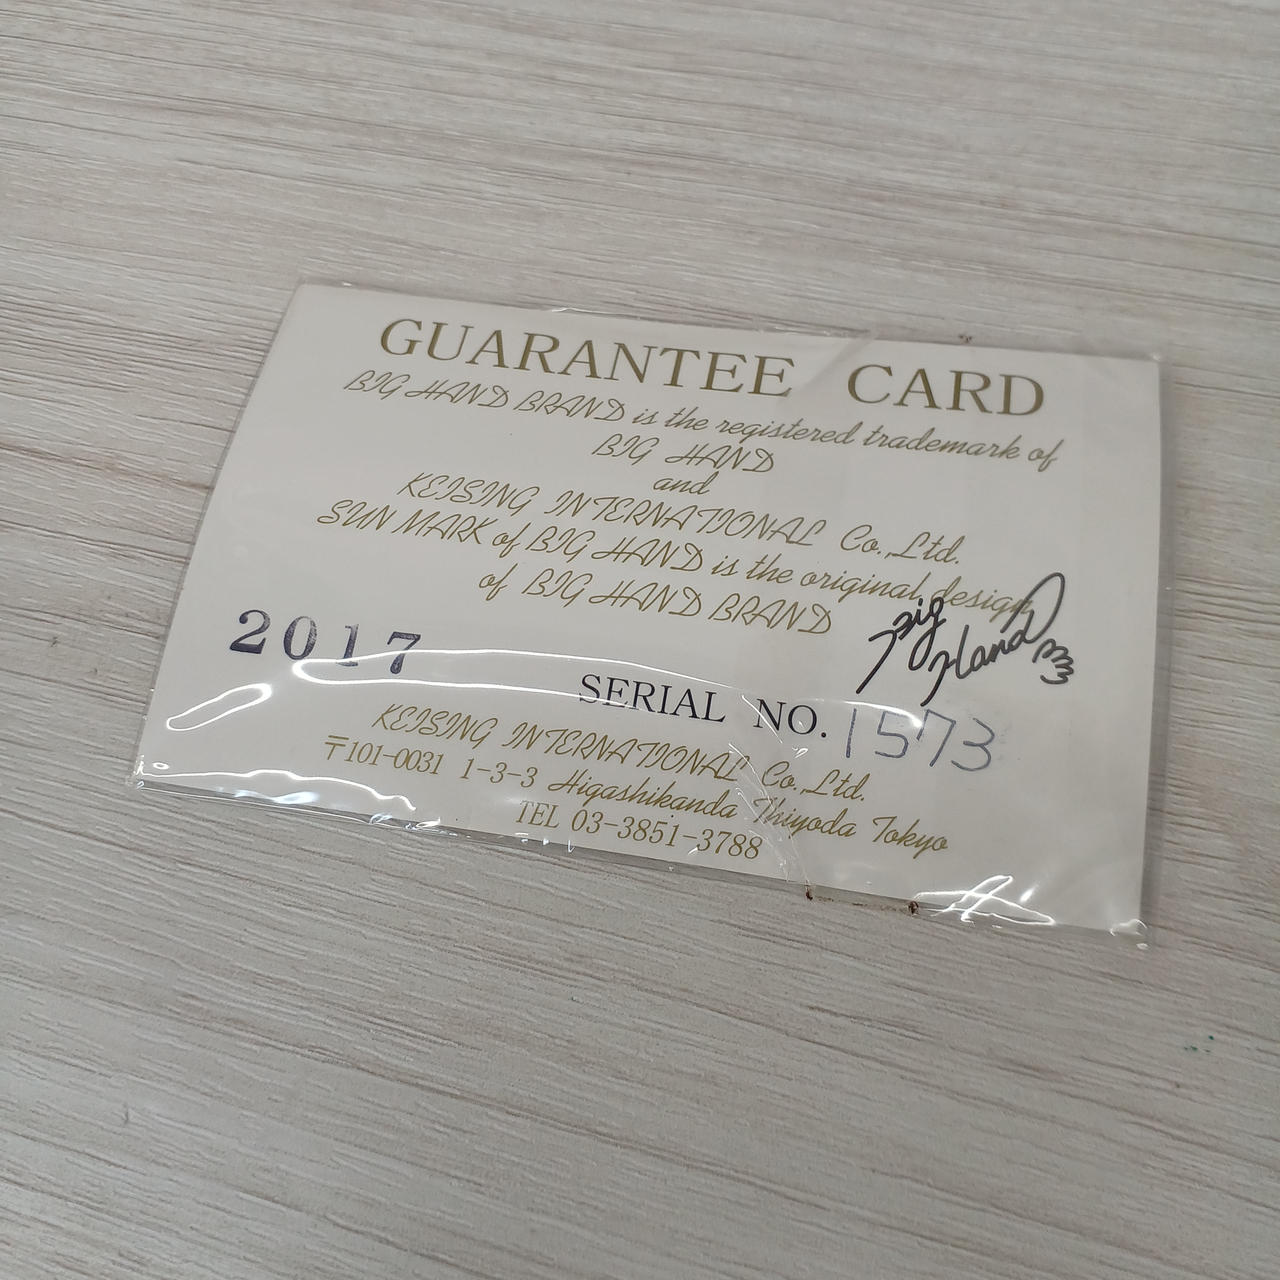 GUARANTEE CARD
BIG HAND BRAND is the registered trademark of
BIG HAND
and
KEISING INTERNATIONAL Co.,Ltd.
SUN MARK of BIG HAND is the original design
of BIG HAND BRAND
Big Hand
2017
SERIAL NO. 1573
KEISING INTERNATIONAL Co.,Ltd.
〒101-0031 1-3-3 Higashikanda Thiyoda Tokyo
TEL 03-3851-3788